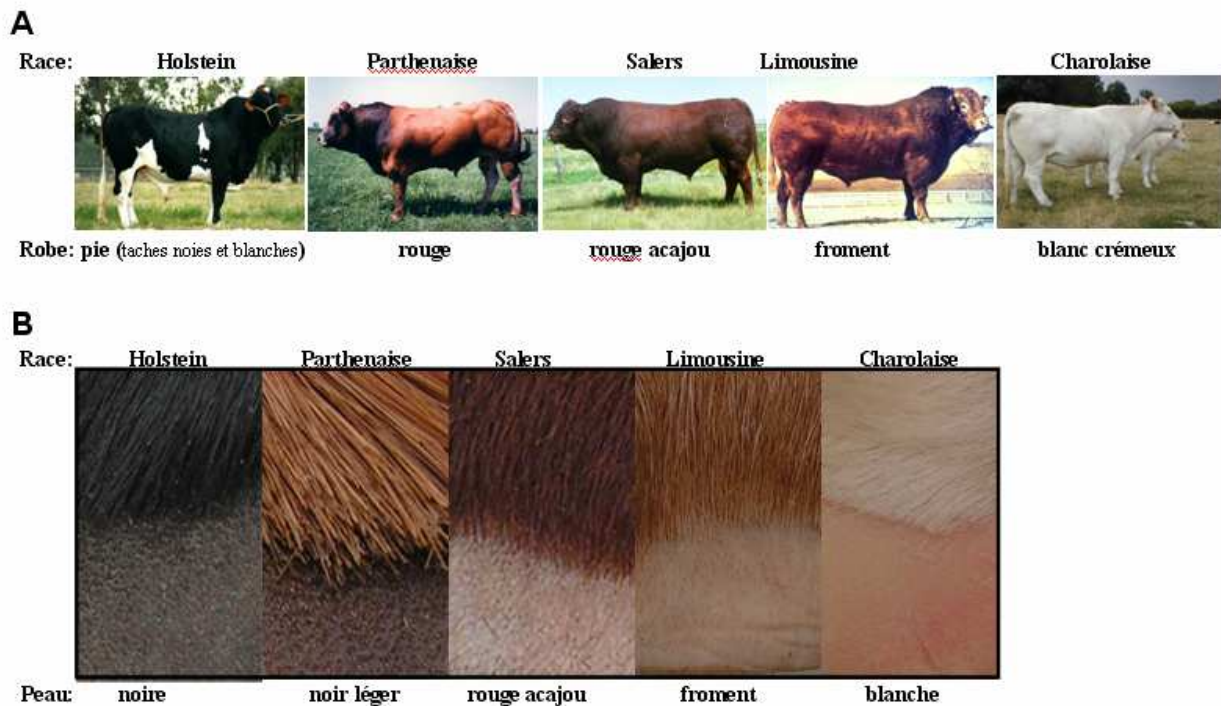 A
Race: Holstein Parthenaise Salers Limousine Charolaise
Robe: pie (taches noies et blanches) rouge rouge acajou froment blanc crémeux
B
Race: Holstein Parthenaise Salers Limousine Charolaise
Peau: noire noir léger rouge acajou froment blanche